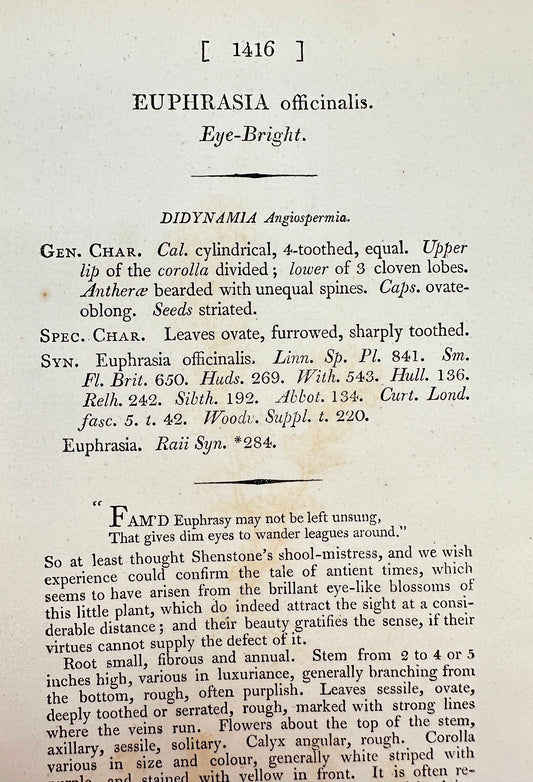 [ 1416 ]
EUPHRASIA officinalis.
Eye-Bright.
DIDYNAMIA Angiospermia.
GEN. CHAR. Cal. cylindrical, 4-toothed, equal. Upper
lip of the corolla divided; lower of 3 cloven lobes.
Antheræ bearded with unequal spines. Caps. ovate-
oblong. Seeds striated.
SPEC. CHAR. Leaves ovate, furrowed, sharply toothed.
SYN. Euphrasia officinalis. Linn. Sp. Pl. 841. Sm.
Fl. Brit. 650. Huds. 269. With. 543. Hull. 136.
Relh. 242. Sibth. 192. Abbot. 134. Curt. Lond.
fasc. 5. t. 42. Woodv. Suppl. t. 220.
Euphrasia. Raii Syn. *284.
“ FAM'D Euphrasy may not be left unsung,
That gives dim eyes to wander leagues around.”
So at least thought Shenstone's shool-mistress, and we wish
experience could confirm the tale of antient times, which
seems to have arisen from the brillant eye-like blossoms of
this little plant, which do indeed attract the sight at a consi-
derable distance; and their beauty gratifies the sense, if their
virtues cannot supply the defect of it.
Root small, fibrous and annual. Stem from 2 to 4 or 5
inches high, various in luxuriance, generally branching from
the bottom, rough, often purplish. Leaves sessile, ovate,
deeply toothed or serrated, rough, marked with strong lines
where the veins run. Flowers about the top of the stem,
axillary, sessile, solitary. Calyx angular, rough. Corolla
various in size and colour, generally white striped with
purple, and stained with yellow in front. It is often re-